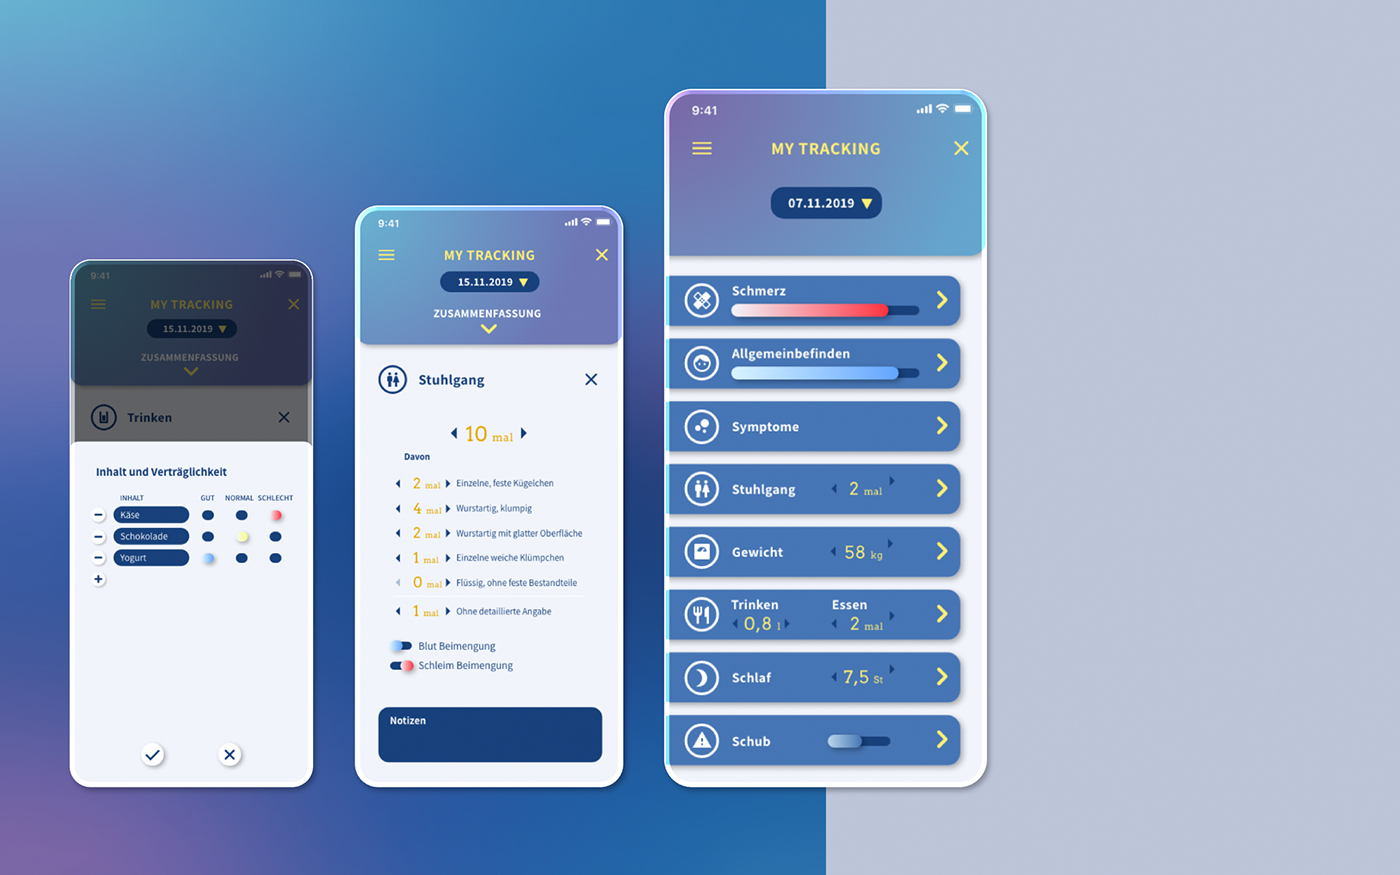 9:41
MY TRACKING
15.11.2019
ZUSAMMENFASSUNG
Trinken
Inhalt und Verträglichkeit
INHALT GUT NORMAL SCHLECHT
Käse
Schokolade
Yogurt
9:41
MY TRACKING
15.11.2019
ZUSAMMENFASSUNG
Stuhlgang
10 mal
Davon
2 mal Einzelne, feste Kügelchen
4 mal Wurstartig, klumpig
2 mal Wurstartig mit glatter Oberfläche
1 mal Einzelne weiche Klümpchen
0 mal Flüssig, ohne feste Bestandteile
1 mal Ohne detaillierte Angabe
Blut Beimengung
Schleim Beimengung
Notizen
9:41
MY TRACKING
07.11.2019
Schmerz
Allgemeinbefinden
Symptome
Stuhlgang 2 mal
Gewicht 58 kg
Trinken Essen
0,8 l 2 mal
Schlaf 7,5 St
Schub